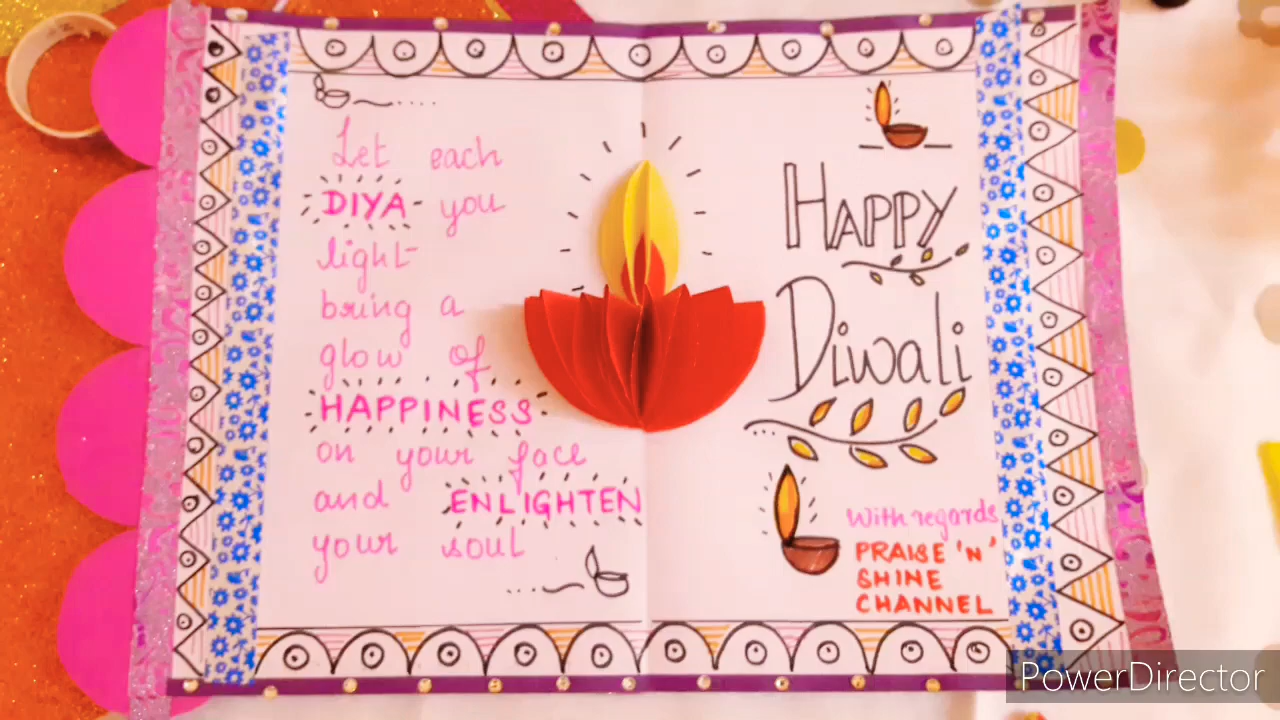 Let each
DIYA you
light
bring a
glow of
HAPPINESS
on your face
and ENLIGHTEN
your soul
HAPPY
Diwali
With regards
PRAISE 'N'
SHINE
CHANNEL
PowerDirector